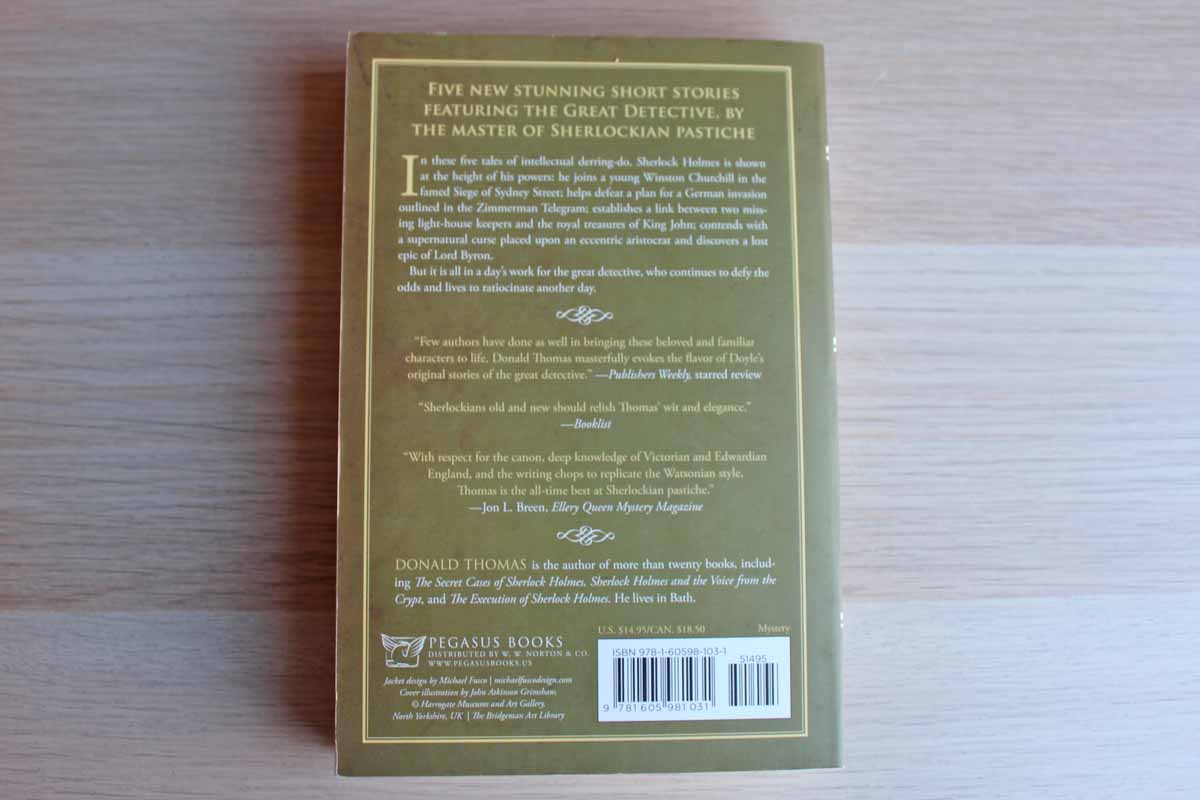 FIVE NEW STUNNING SHORT STORIES
FEATURING THE GREAT DETECTIVE, BY
THE MASTER OF SHERLOCKIAN PASTICHE
In these five tales of intellectual derring-do, Sherlock Holmes is shown
at the height of his powers: he joins a young Winston Churchill in the
famed Siege of Sydney Street; helps defeat a plan for a German invasion
outlined in the Zimmerman Telegram; establishes a link between two miss-
ing light-house keepers and the royal treasures of King John; contends with
a supernatural curse placed upon an eccentric aristocrat and discovers a lost
epic of Lord Byron.
But it is all in a day's work for the great detective, who continues to defy the
odds and lives to ratiocinate another day.
“Few authors have done as well in bringing these beloved and familiar
characters to life. Donald Thomas masterfully evokes the flavor of Doyle's
original stories of the great detective.” —Publishers Weekly, starred review
“Sherlockians old and new should relish Thomas' wit and elegance.”
—Booklist
“With respect for the canon, deep knowledge of Victorian and Edwardian
England, and the writing chops to replicate the Watsonian style,
Thomas is the all-time best at Sherlockian pastiche.”
—Jon L. Breen, Ellery Queen Mystery Magazine
DONALD THOMAS is the author of more than twenty books, includ-
ing The Secret Cases of Sherlock Holmes, Sherlock Holmes and the Voice from the
Crypt, and The Execution of Sherlock Holmes. He lives in Bath.
U.S. $14.95/CAN. $18.50 Mystery
PEGASUS BOOKS
DISTRIBUTED BY W. W. NORTON & CO.
WWW.PEGASUSBOOKS.US
Jacket design by Michael Fusco | michaelfuscodesign.com
Cover illustration by John Atkinson Grimshaw,
© Harrogate Museums and Art Gallery,
North Yorkshire, UK | The Bridgeman Art Library
ISBN 978-1-60598-103-1
51495
9 781605 981031